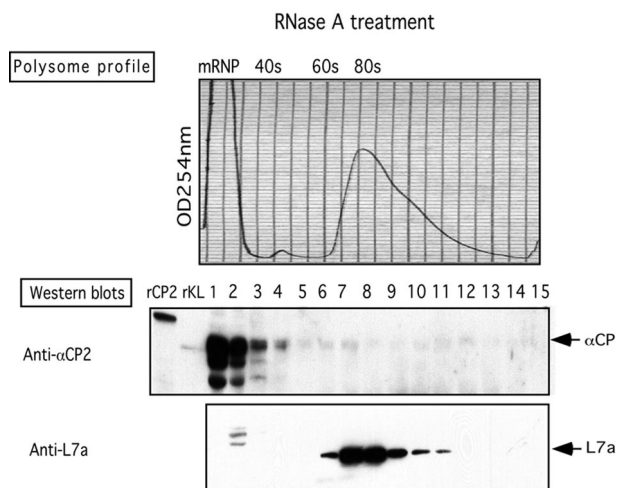 RNase A treatment
Polysome profile
mRNP 40s 60s 80s
OD254nm
Western blots
rCP2 rKL 1 2 3 4 5 6 7 8 9 10 11 12 13 14 15
Anti-αCP2
αCP
Anti-L7a
L7a